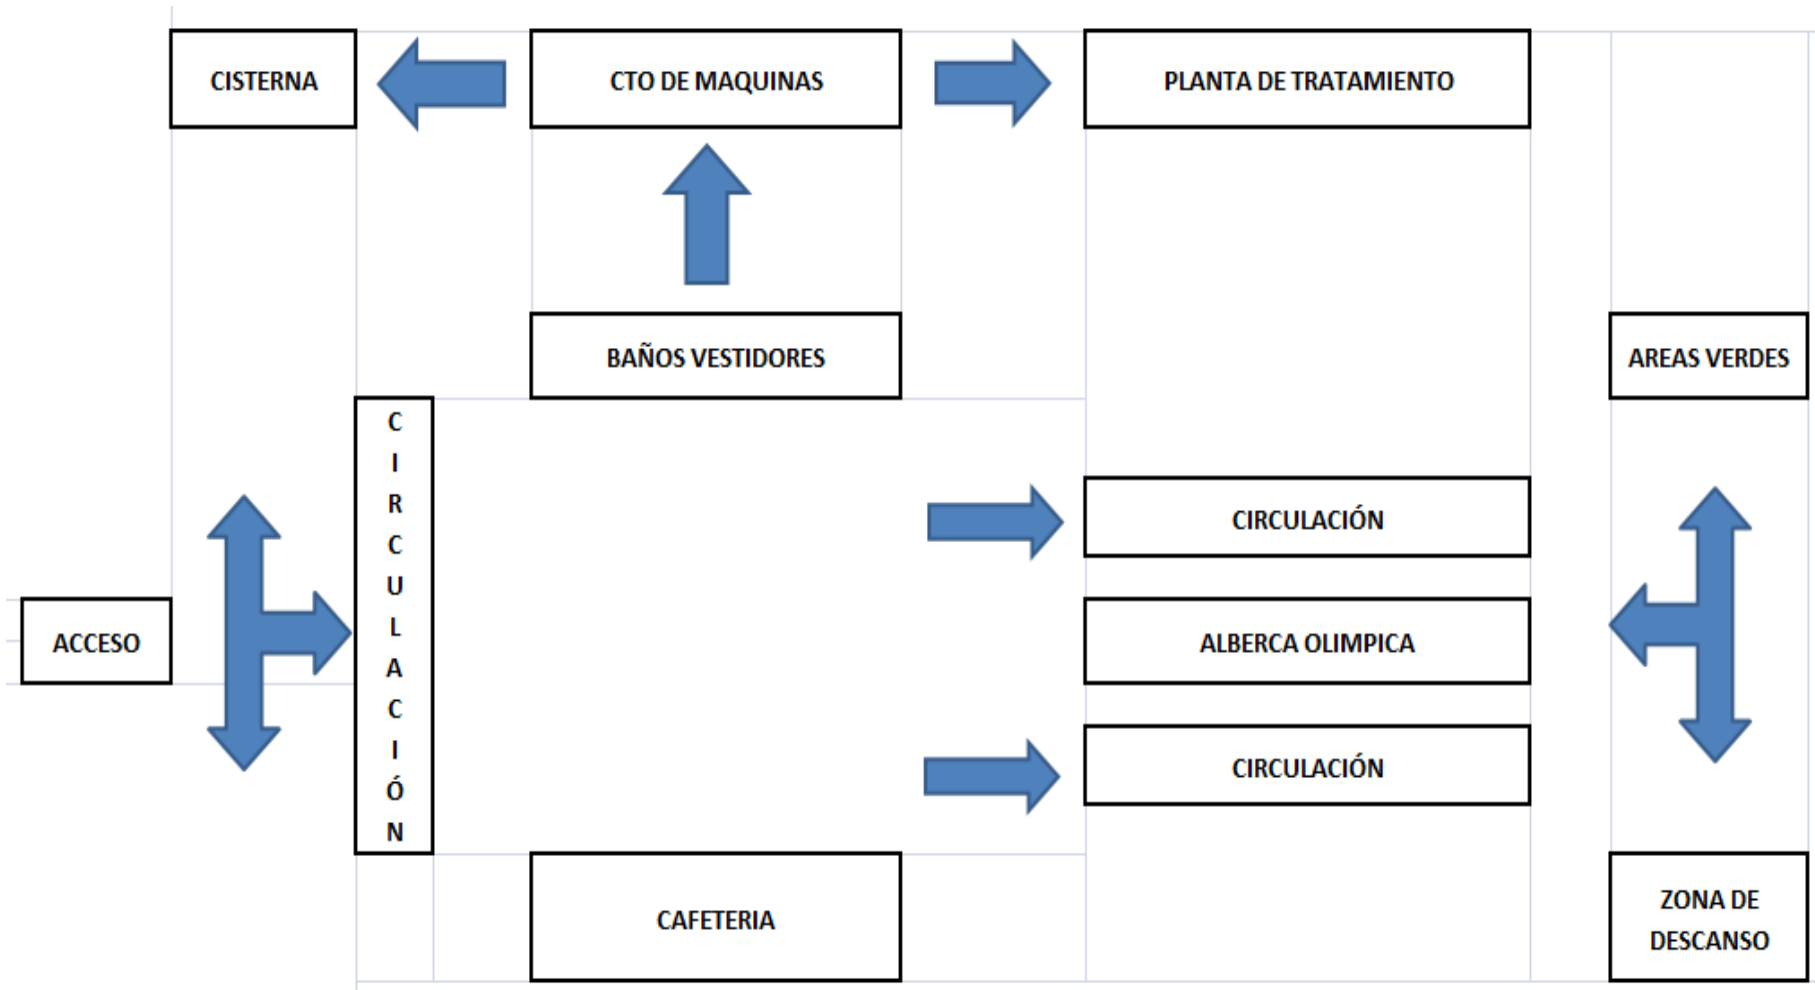 CISTERNA
CTO DE MAQUINAS
PLANTA DE TRATAMIENTO
BAÑOS VESTIDORES
AREAS VERDES
C
I
R
C
U
L
A
C
I
Ó
N
CIRCULACIÓN
ACCESO
ALBERCA OLIMPICA
CIRCULACIÓN
CAFETERIA
ZONA DE
DESCANSO